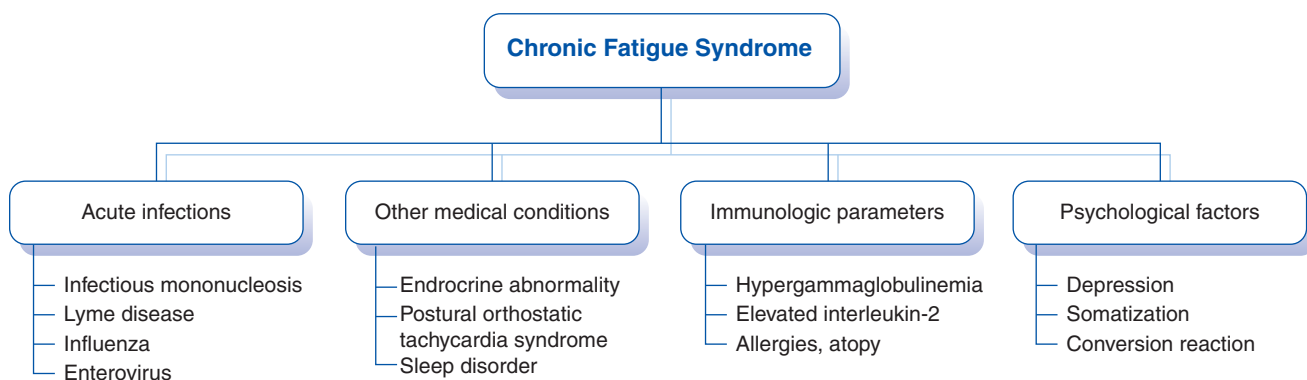 Chronic Fatigue Syndrome
Acute infections
Infectious mononucleosis
Lyme disease
Influenza
Enterovirus
Other medical conditions
Endocrine abnormality
Postural orthostatic
tachycardia syndrome
Sleep disorder
Immunologic parameters
Hypergammaglobulinemia
Elevated interleukin-2
Allergies, atopy
Psychological factors
Depression
Somatization
Conversion reaction